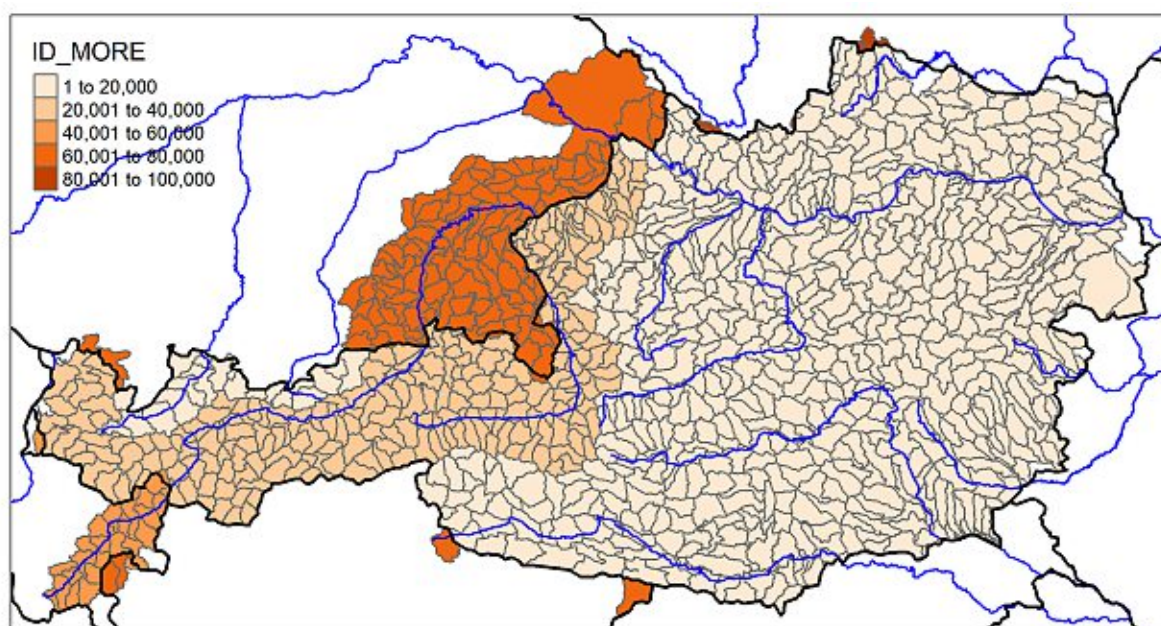 ID_MORE
1 to 20,000
20,001 to 40,000
40,001 to 60,000
60,001 to 80,000
80,001 to 100,000